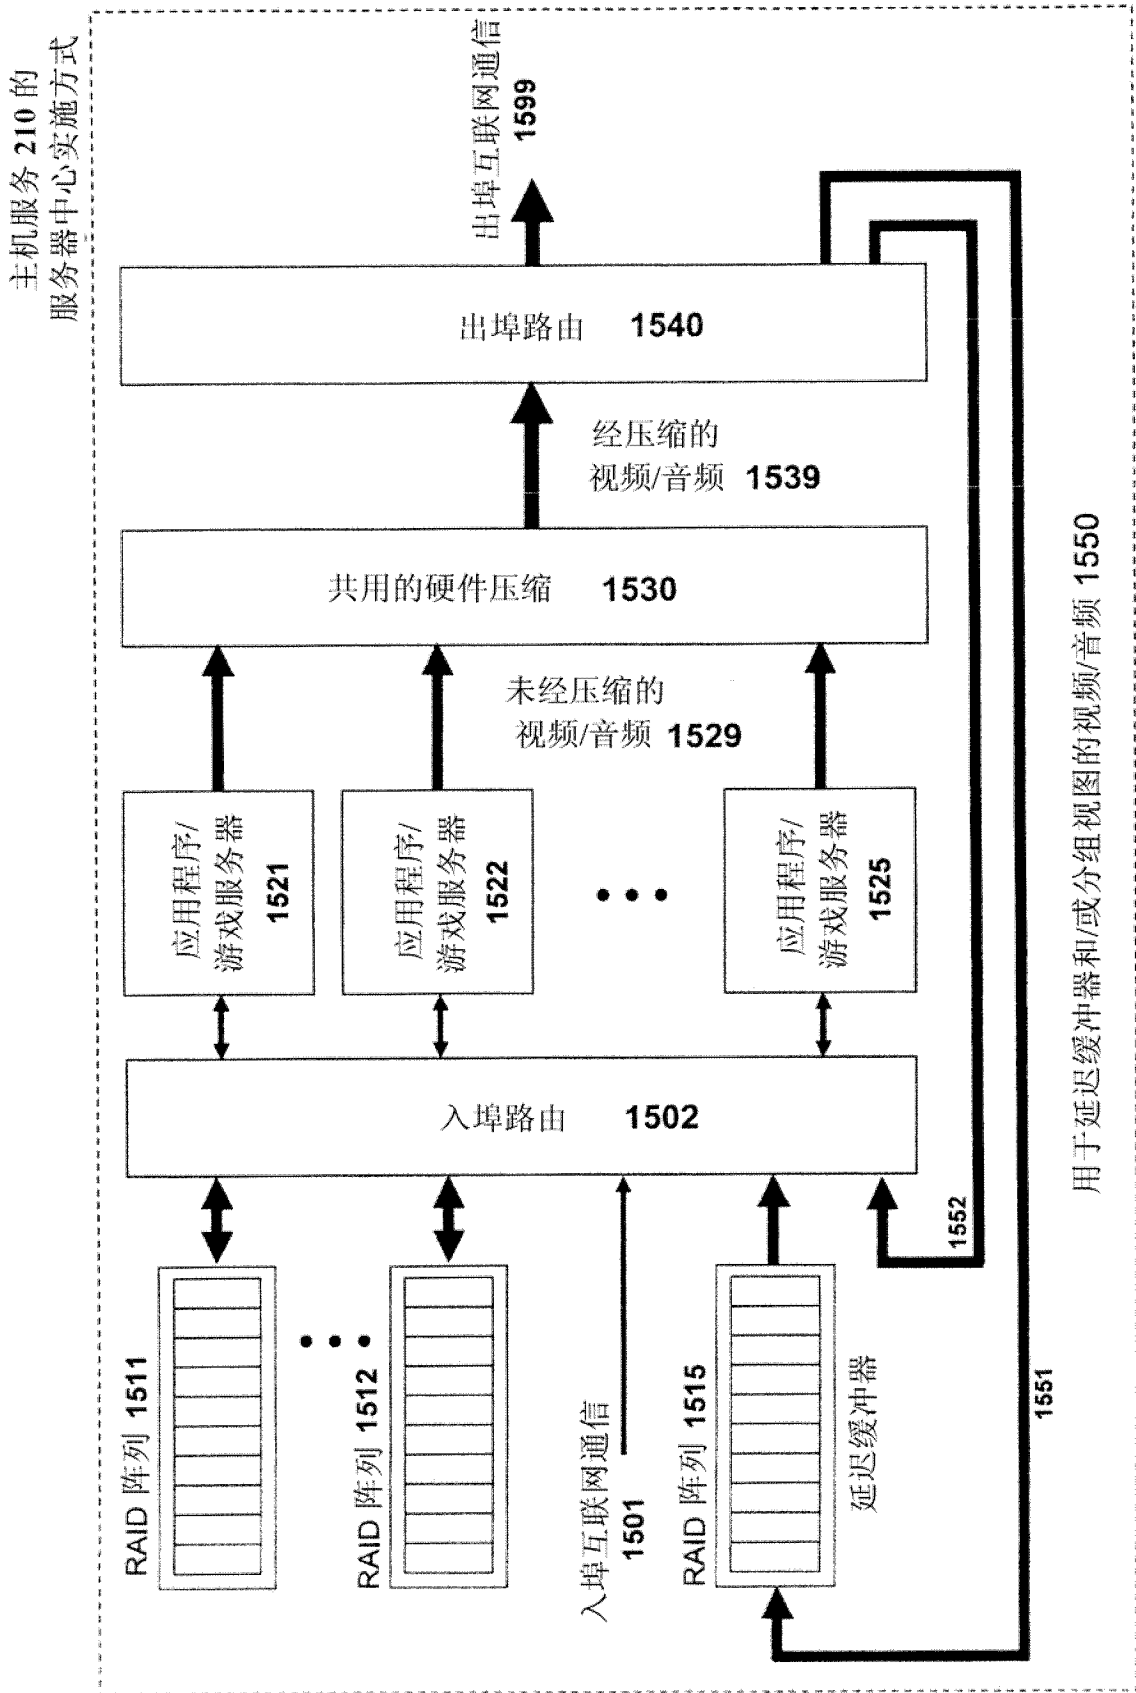 主机服务 210 的
服务器中心实施方式
出埠互联网通信
1599
出埠路由 1540
经压缩的
视频/音频 1539
共用的硬件压缩 1530
未经压缩的
视频/音频 1529
应用程序/
游戏服务器
1521
应用程序/
游戏服务器
1522
应用程序/
游戏服务器
1525
入埠路由 1502
RAID 阵列 1511
RAID 阵列 1512
入埠互联网通信
1501
RAID 阵列 1515
延迟缓冲器
1552
1551
用于延迟缓冲器和/或分组视图的视频/音频 1550